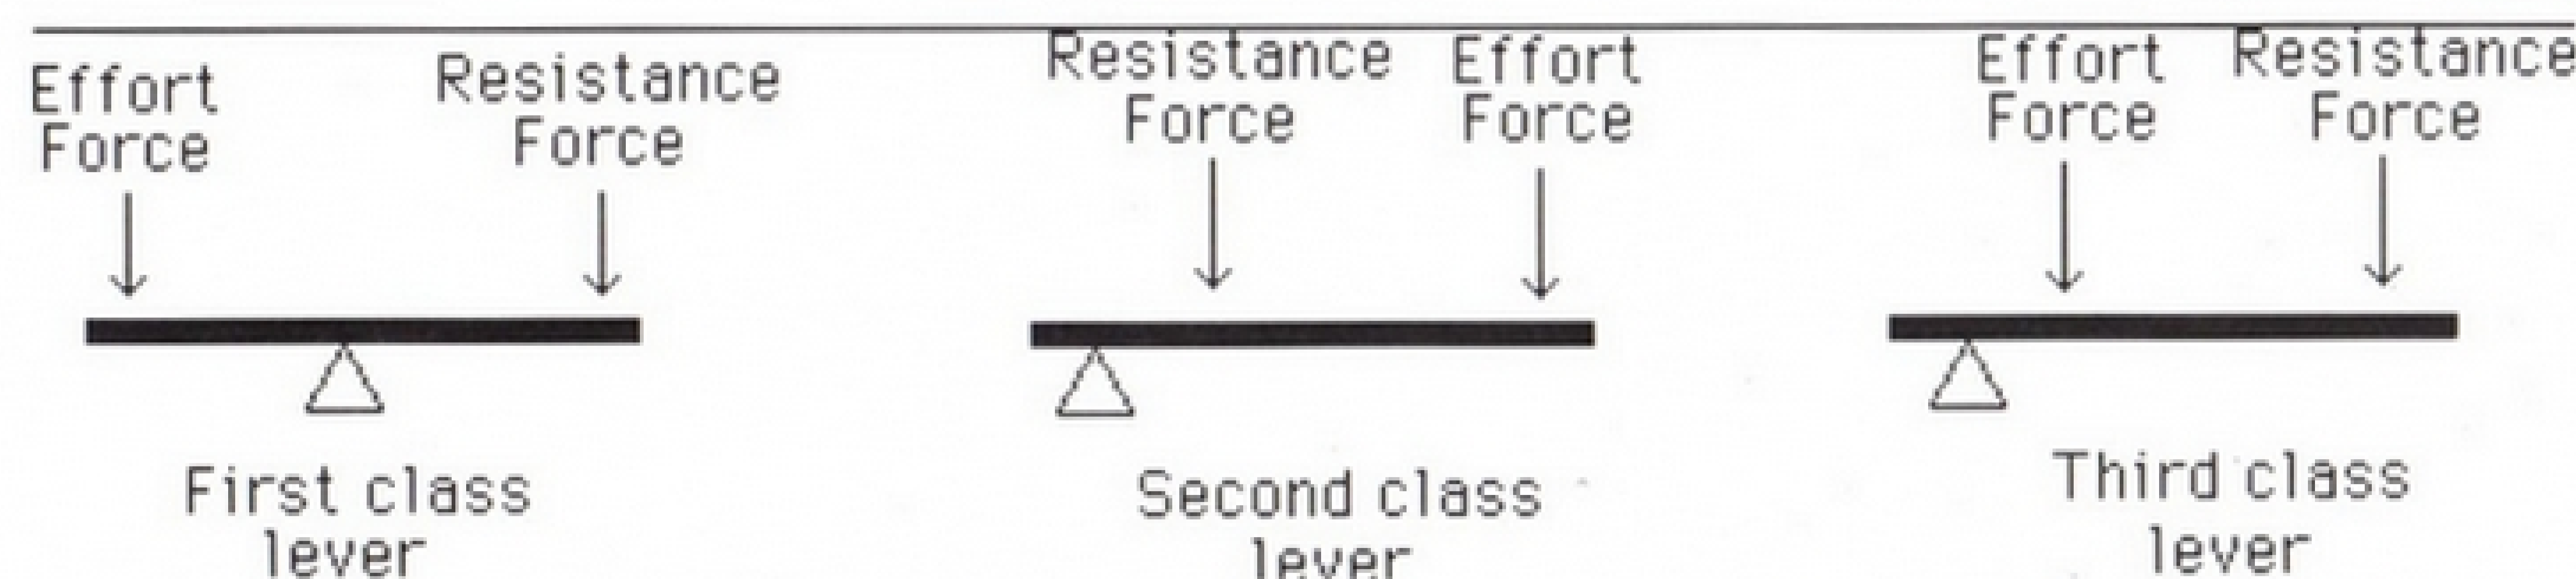 Effort
Force
Resistance
Force
Resistance
Force
Effort
Force
Effort
Force
Resistance
Force
First class
lever
Second class
lever
Third class
lever